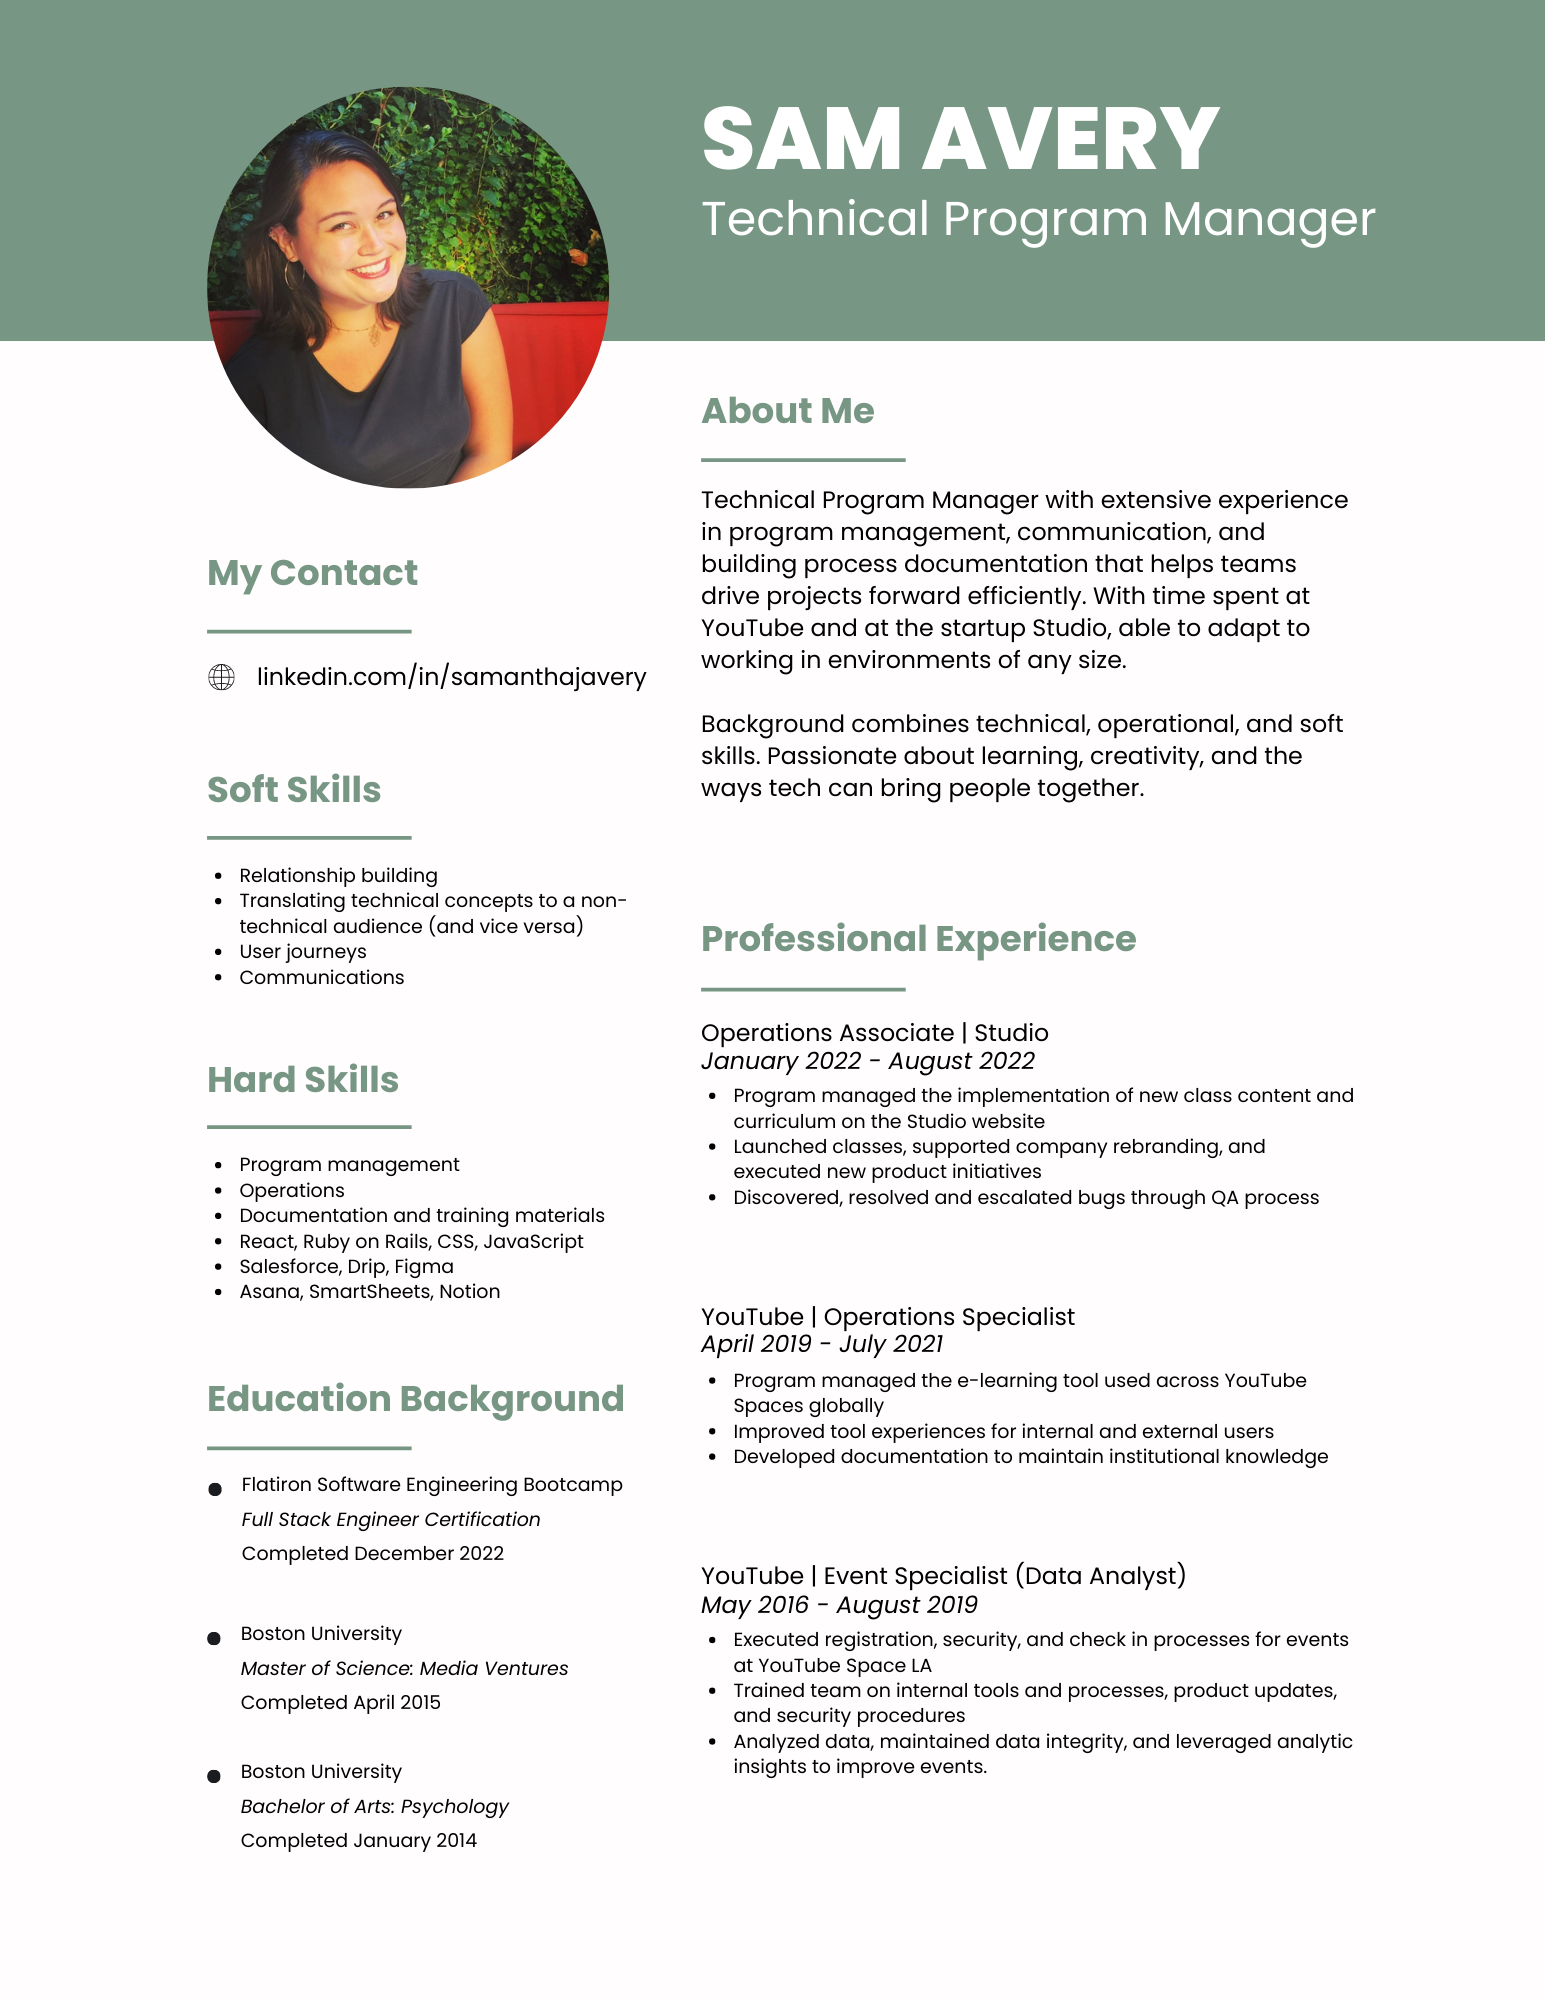 SAM AVERY
Technical Program Manager
My Contact
linkedin.com/in/samanthajavery
Soft Skills
• Relationship building
• Translating technical concepts to a non-
technical audience (and vice versa)
• User journeys
• Communications
Hard Skills
• Program management
• Operations
• Documentation and training materials
• React, Ruby on Rails, CSS, JavaScript
• Salesforce, Drip, Figma
• Asana, SmartSheets, Notion
Education Background
• Flatiron Software Engineering Bootcamp
Full Stack Engineer Certification
Completed December 2022
• Boston University
Master of Science: Media Ventures
Completed April 2015
• Boston University
Bachelor of Arts: Psychology
Completed January 2014
About Me
Technical Program Manager with extensive experience
in program management, communication, and
building process documentation that helps teams
drive projects forward efficiently. With time spent at
YouTube and at the startup Studio, able to adapt to
working in environments of any size.
Background combines technical, operational, and soft
skills. Passionate about learning, creativity, and the
ways tech can bring people together.
Professional Experience
Operations Associate | Studio
January 2022 - August 2022
• Program managed the implementation of new class content and
curriculum on the Studio website
• Launched classes, supported company rebranding, and
executed new product initiatives
• Discovered, resolved and escalated bugs through QA process
YouTube | Operations Specialist
April 2019 - July 2021
• Program managed the e-learning tool used across YouTube
Spaces globally
• Improved tool experiences for internal and external users
• Developed documentation to maintain institutional knowledge
YouTube | Event Specialist (Data Analyst)
May 2016 - August 2019
• Executed registration, security, and check in processes for events
at YouTube Space LA
• Trained team on internal tools and processes, product updates,
and security procedures
• Analyzed data, maintained data integrity, and leveraged analytic
insights to improve events.